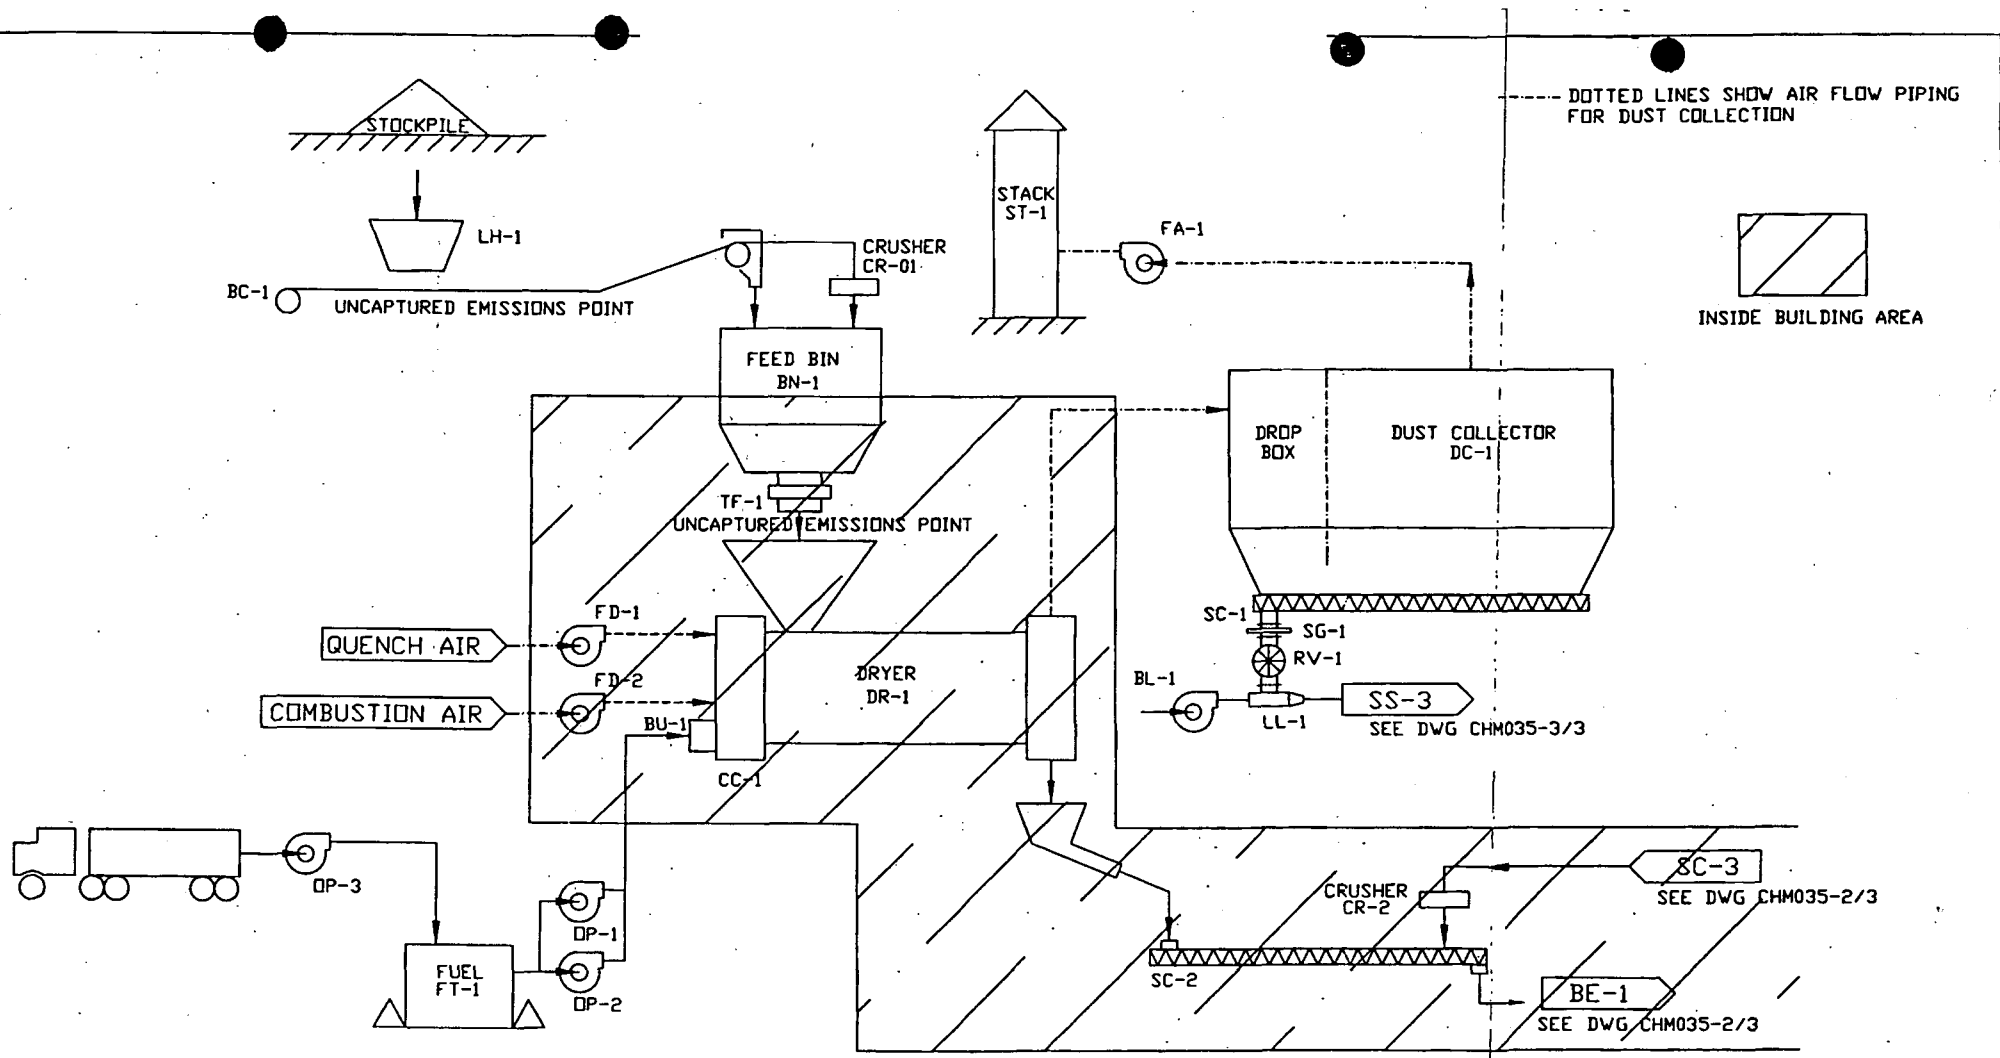 DOTTED LINES SHOW AIR FLOW PIPING
FOR DUST COLLECTION
STOCKPILE
LH-1
BC-1
UNCAPTURED EMISSIONS POINT
CRUSHER
CR-01
STACK
ST-1
FA-1
INSIDE BUILDING AREA
FEED BIN
BN-1
DROP
BOX
DUST COLLECTOR
DC-1
TF-1
UNCAPTURED EMISSIONS POINT
FD-1
QUENCH AIR
FD-2
COMBUSTION AIR
BU-1
CC-1
DRYER
DR-1
SC-1
SG-1
RV-1
BL-1
LL-1
SS-3
SEE DWG CHM035-3/3
OP-3
OP-1
OP-2
FUEL
FT-1
CRUSHER
CR-2
SC-3
SEE DWG CHM035-2/3
SC-2
BE-1
SEE DWG CHM035-2/3